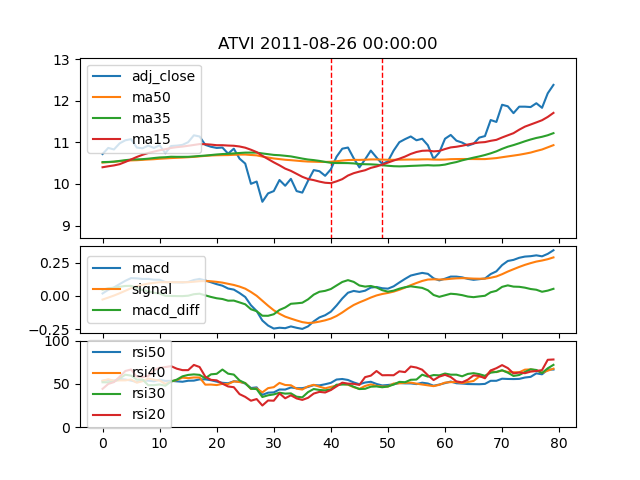 ATVI 2011-08-26 00:00:00
13
12
11
10
9
adj_close
ma50
ma35
ma15
0.25
0.00
−0.25
macd
signal
macd_diff
100
50
0
rsi50
rsi40
rsi30
rsi20
0 10 20 30 40 50 60 70 80